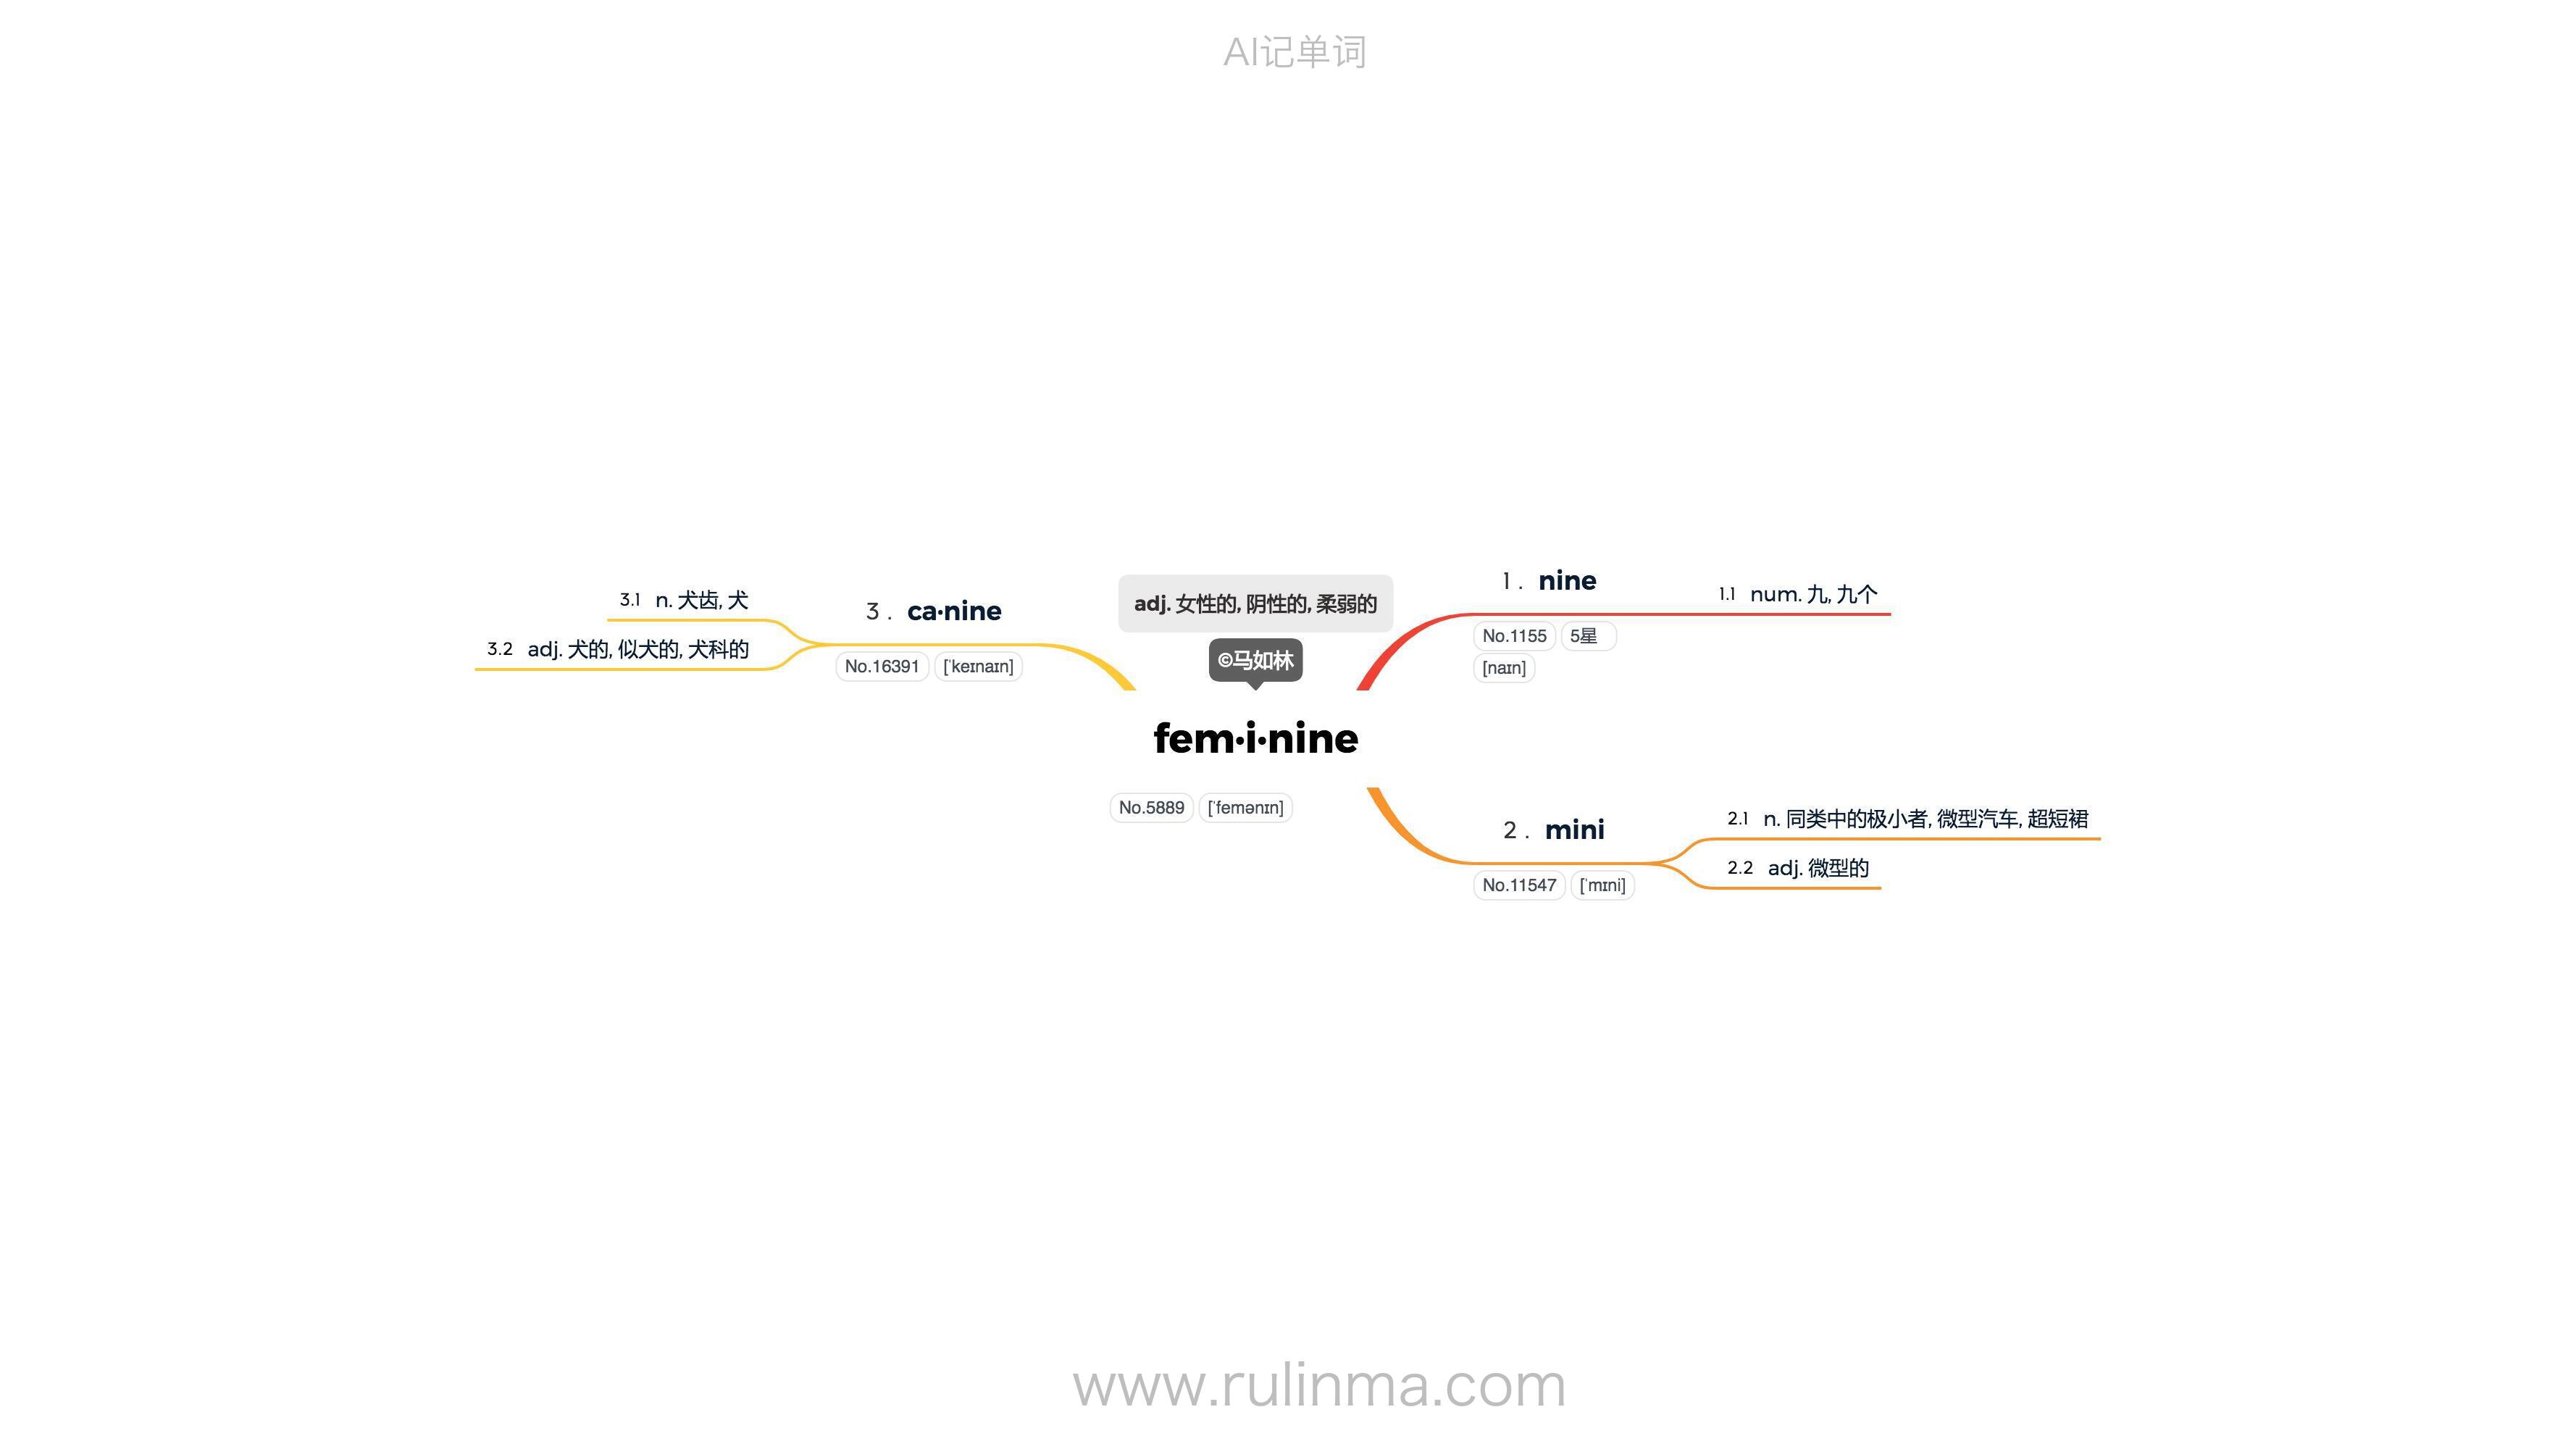 AI记单词
adj. 女性的, 阴性的, 柔弱的
©马如林
fem·i·nine
No.5889 [ˈfemənɪn]
1 . nine
No.1155 5星
[naɪn]
1.1 num. 九, 九个
2 . mini
No.11547 [ˈmɪni]
2.1 n. 同类中的极小者, 微型汽车, 超短裙
2.2 adj. 微型的
3 . ca·nine
No.16391 [ˈkeɪnaɪn]
3.1 n. 犬齿, 犬
3.2 adj. 犬的, 似犬的, 犬科的
www.rulinma.com